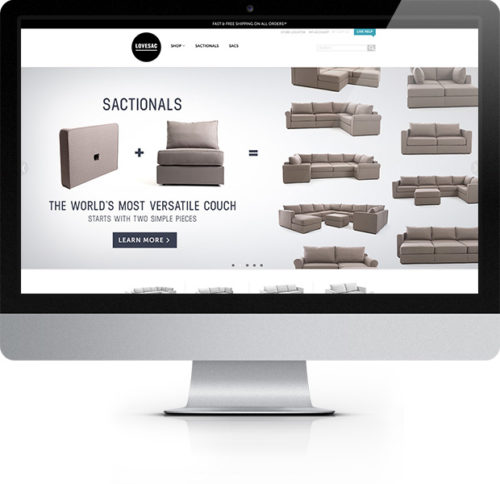 FAST & FREE SHIPPING ON ALL ORDERS*
STORE LOCATOR MY ACCOUNT
LIVE HELP
LOVESAC
SHOP
SACTIONALS
SACS
SACTIONALS
+
=
THE WORLD'S MOST VERSATILE COUCH
STARTS WITH TWO SIMPLE PIECES
LEARN MORE >